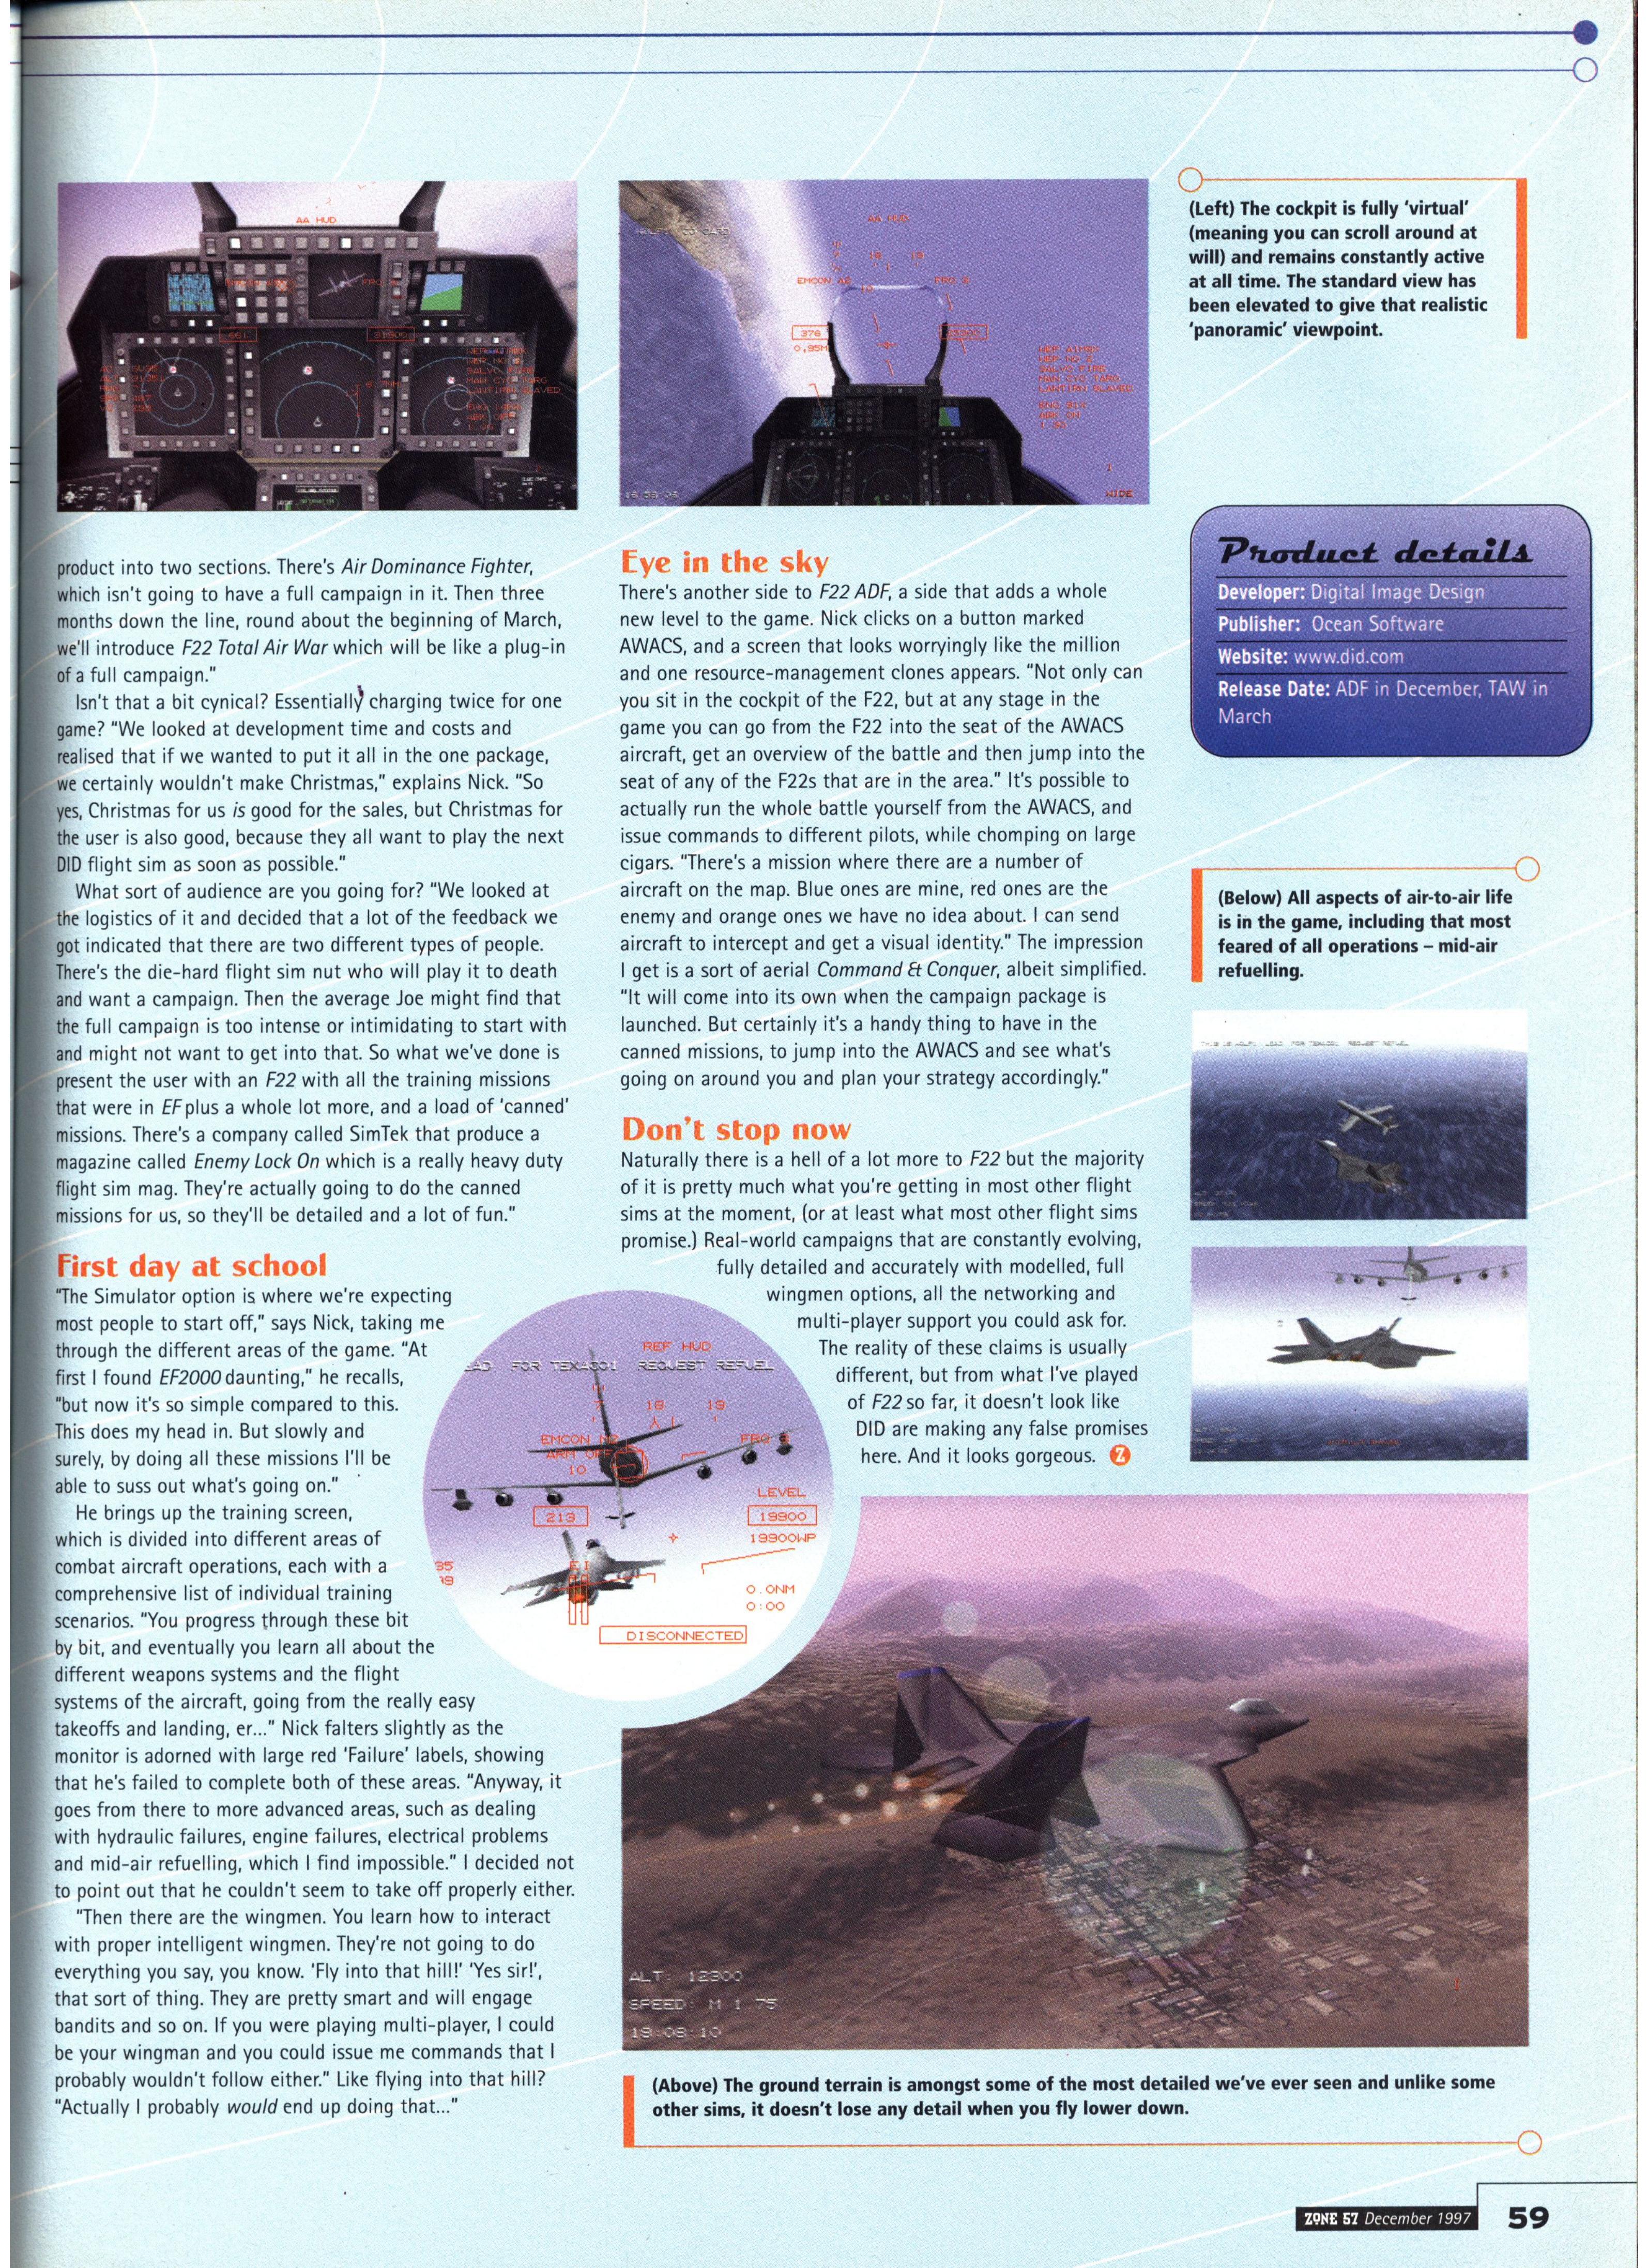 AA HUD
AA HUD
EMCON A2
FRQ 2
376
0,95M
WIDE
(Left) The cockpit is fully 'virtual'
(meaning you can scroll around at
will) and remains constantly active
at all time. The standard view has
been elevated to give that realistic
'panoramic' viewpoint.
product into two sections. There's Air Dominance Fighter,
which isn't going to have a full campaign in it. Then three
months down the line, round about the beginning of March,
we'll introduce F22 Total Air War which will be like a plug-in
of a full campaign."
Isn't that a bit cynical? Essentially charging twice for one
game? "We looked at development time and costs and
realised that if we wanted to put it all in the one package,
we certainly wouldn't make Christmas," explains Nick. "So
yes, Christmas for us is good for the sales, but Christmas for
the user is also good, because they all want to play the next
DID flight sim as soon as possible."
What sort of audience are you going for? "We looked at
the logistics of it and decided that a lot of the feedback we
got indicated that there are two different types of people.
There's the die-hard flight sim nut who will play it to death
and want a campaign. Then the average Joe might find that
the full campaign is too intense or intimidating to start with
and might not want to get into that. So what we've done is
present the user with an F22 with all the training missions
that were in EF plus a whole lot more, and a load of 'canned'
missions. There's a company called SimTek that produce a
magazine called Enemy Lock On which is a really heavy duty
flight sim mag. They're actually going to do the canned
missions for us, so they'll be detailed and a lot of fun."
First day at school
"The Simulator option is where we're expecting
most people to start off," says Nick, taking me
through the different areas of the game. "At
first I found EF2000 daunting," he recalls,
"but now it's so simple compared to this.
This does my head in. But slowly and
surely, by doing all these missions I'll be
able to suss out what's going on."
He brings up the training screen,
which is divided into different areas of
combat aircraft operations, each with a
comprehensive list of individual training
scenarios. "You progress through these bit
by bit, and eventually you learn all about the
different weapons systems and the flight
systems of the aircraft, going from the really easy
takeoffs and landing, er..." Nick falters slightly as the
monitor is adorned with large red 'Failure' labels, showing
that he's failed to complete both of these areas. "Anyway, it
goes from there to more advanced areas, such as dealing
with hydraulic failures, engine failures, electrical problems
and mid-air refuelling, which I find impossible." I decided not
to point out that he couldn't seem to take off properly either.
"Then there are the wingmen. You learn how to interact
with proper intelligent wingmen. They're not going to do
everything you say, you know. 'Fly into that hill!' 'Yes sir!',
that sort of thing. They are pretty smart and will engage
bandits and so on. If you were playing multi-player, I could
be your wingman and you could issue me commands that I
probably wouldn't follow either." Like flying into that hill?
"Actually I probably would end up doing that..."
Eye in the sky
There's another side to F22 ADF, a side that adds a whole
new level to the game. Nick clicks on a button marked
AWACS, and a screen that looks worryingly like the million
and one resource-management clones appears. "Not only can
you sit in the cockpit of the F22, but at any stage in the
game you can go from the F22 into the seat of the AWACS
aircraft, get an overview of the battle and then jump into the
seat of any of the F22s that are in the area." It's possible to
actually run the whole battle yourself from the AWACS, and
issue commands to different pilots, while chomping on large
cigars. "There's a mission where there are a number of
aircraft on the map. Blue ones are mine, red ones are the
enemy and orange ones we have no idea about. I can send
aircraft to intercept and get a visual identity." The impression
I get is a sort of aerial Command & Conquer, albeit simplified.
"It will come into its own when the campaign package is
launched. But certainly it's a handy thing to have in the
canned missions, to jump into the AWACS and see what's
going on around you and plan your strategy accordingly."
Don't stop now
Naturally there is a hell of a lot more to F22 but the majority
of it is pretty much what you're getting in most other flight
sims at the moment, (or at least what most other flight sims
promise.) Real-world campaigns that are constantly evolving,
fully detailed and accurately with modelled, full
wingmen options, all the networking and
multi-player support you could ask for.
The reality of these claims is usually
different, but from what I've played
of F22 so far, it doesn't look like
DID are making any false promises
here. And it looks gorgeous. Z
REF HUD
FOR TEXACO1 REQUEST REFUEL
18 19
EMCON N2
ARM OFF
10
LEVEL
213
19900
19900WP
0.0NM
0:00
DISCONNECTED
Product details
Developer: Digital Image Design
Publisher: Ocean Software
Website: www.did.com
Release Date: ADF in December, TAW in
March
(Below) All aspects of air-to-air life
is in the game, including that most
feared of all operations – mid-air
refuelling.
ALT: 12300
SPEED: M 1.75
19:09:10
(Above) The ground terrain is amongst some of the most detailed we've ever seen and unlike some
other sims, it doesn't lose any detail when you fly lower down.
ZONE 57 December 1997
59